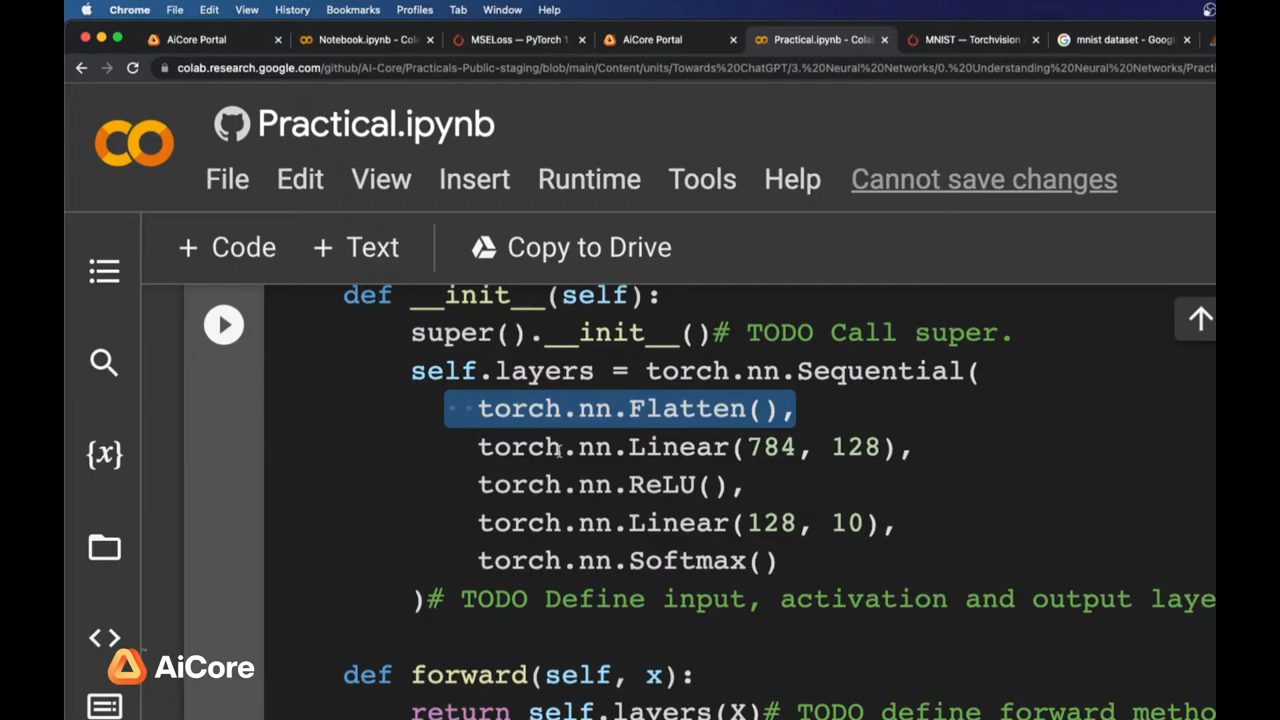 Chrome File Edit View History Bookmarks Profiles Tab Window Help
AiCore Portal Notebook.ipynb - Cola MSELoss — PyTorch 1. AiCore Portal Practical.ipynb - Colab MNIST — Torchvision mnist dataset - Goog
colab.research.google.com/github/AI-Core/Practicals-Public-staging/blob/main/Content/units/Towards%20ChatGPT/3.%20Neural%20Networks/0.%20Understanding%20Neural%20Networks/Pract
Practical.ipynb
File Edit View Insert Runtime Tools Help Cannot save changes
+ Code + Text Copy to Drive
def __init__(self):
super().__init__()# TODO Call super.
self.layers = torch.nn.Sequential(
torch.nn.Flatten(),
torch.nn.Linear(784, 128),
torch.nn.ReLU(),
torch.nn.Linear(128, 10),
torch.nn.Softmax()
)# TODO Define input, activation and output laye
def forward(self, x):
return self.layers(X)# TODO define forward metho
{x}
AiCore